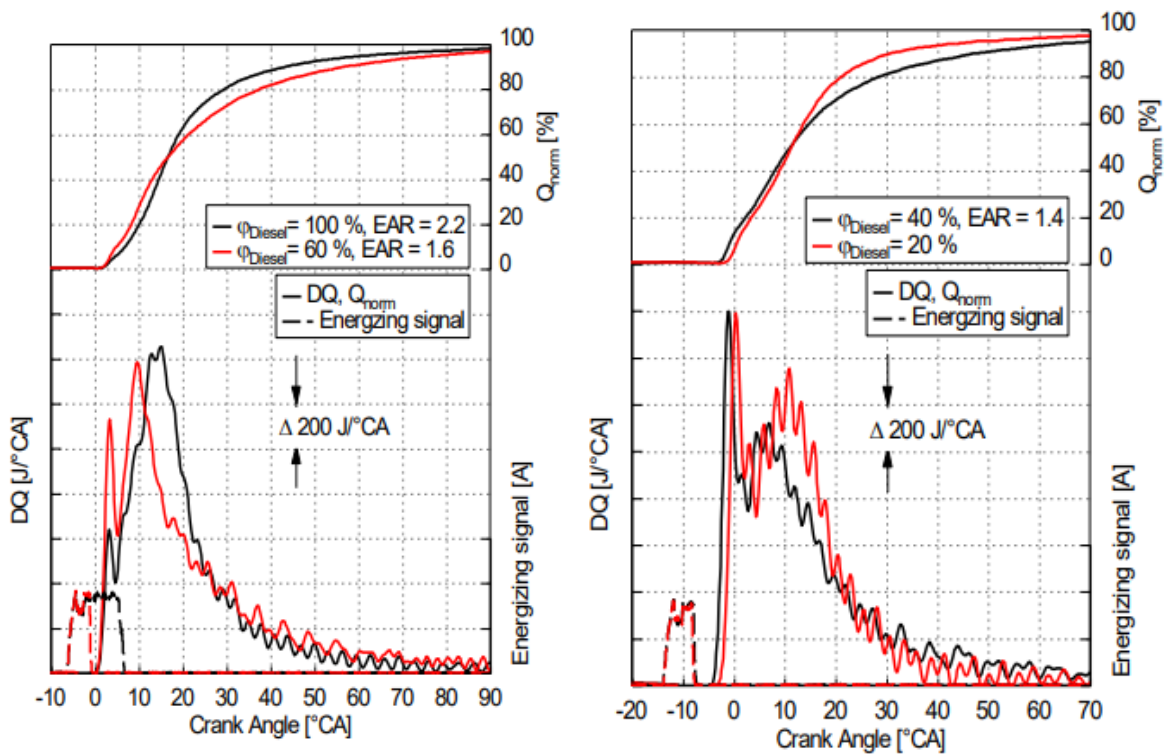 100
80
60
40
20
0
Qnorm [%]
φDiesel= 100 %, EAR = 2.2
φDiesel= 60 %, EAR = 1.6
DQ, Qnorm
Energzing signal
Δ 200 J/°CA
DQ [J/°CA]
Energizing signal [A]
-10 0 10 20 30 40 50 60 70 80 90
Crank Angle [°CA]
100
80
60
40
20
0
Qnorm [%]
φDiesel= 40 %, EAR = 1.4
φDiesel= 20 %
DQ, Qnorm
Energizing signal
Δ 200 J/°CA
DQ [J/°CA]
Energizing signal [A]
-20 -10 0 10 20 30 40 50 60 70
Crank Angle [°CA]